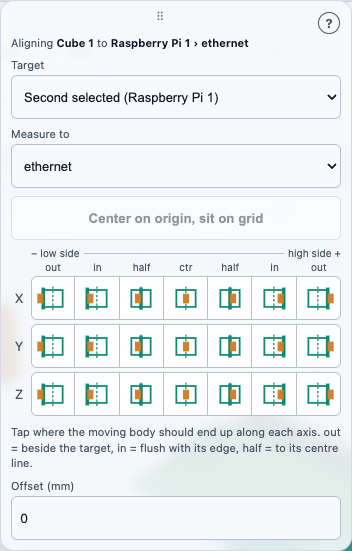 ?
Aligning Cube 1 to Raspberry Pi 1 › ethernet
Target
Second selected (Raspberry Pi 1)
Measure to
ethernet
Center on origin, sit on grid
– low side high side +
out in half ctr half in out
X
Y
Z
Tap where the moving body should end up along each axis. out
= beside the target, in = flush with its edge, half = to its centre
line.
Offset (mm)
0